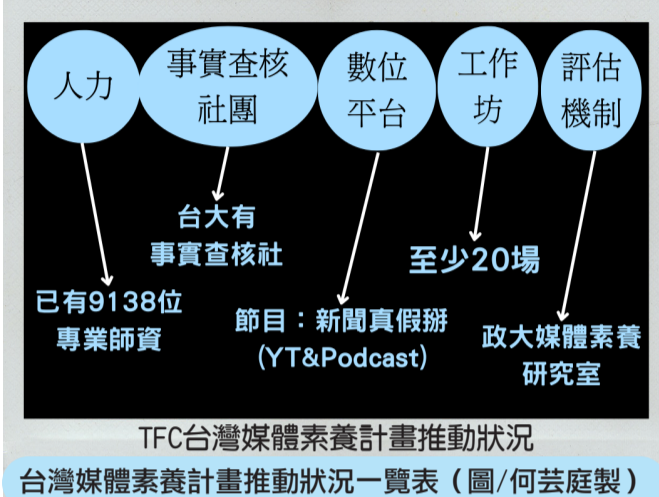 人力
事實查核
社團
數位
平台
工作
坊
評估
機制
已有9138位
專業師資
台大有
事實查核社
節目：新聞真假掰
(YT&Podcast)
至少20場
政大媒體素養
研究室
TFC台灣媒體素養計畫推動狀況
台灣媒體素養計畫推動狀況一覽表（圖/何芸庭製）